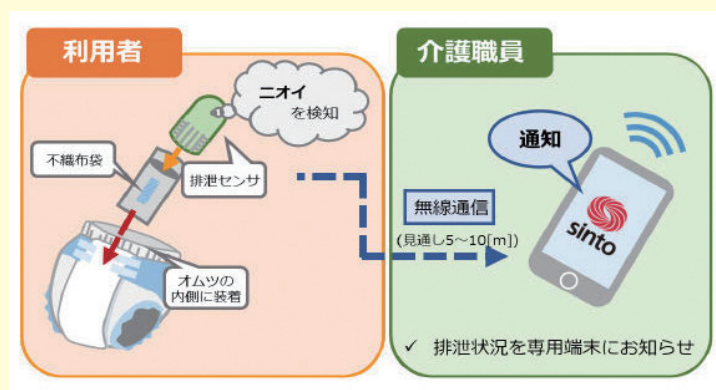 利用者
ニオイ
を検知
不織布袋
排泄センサ
オムツの
内側に装着
介護職員
通知
無線通信
(見通し5～10[m])
sinto
✓ 排泄状況を専用端末にお知らせ